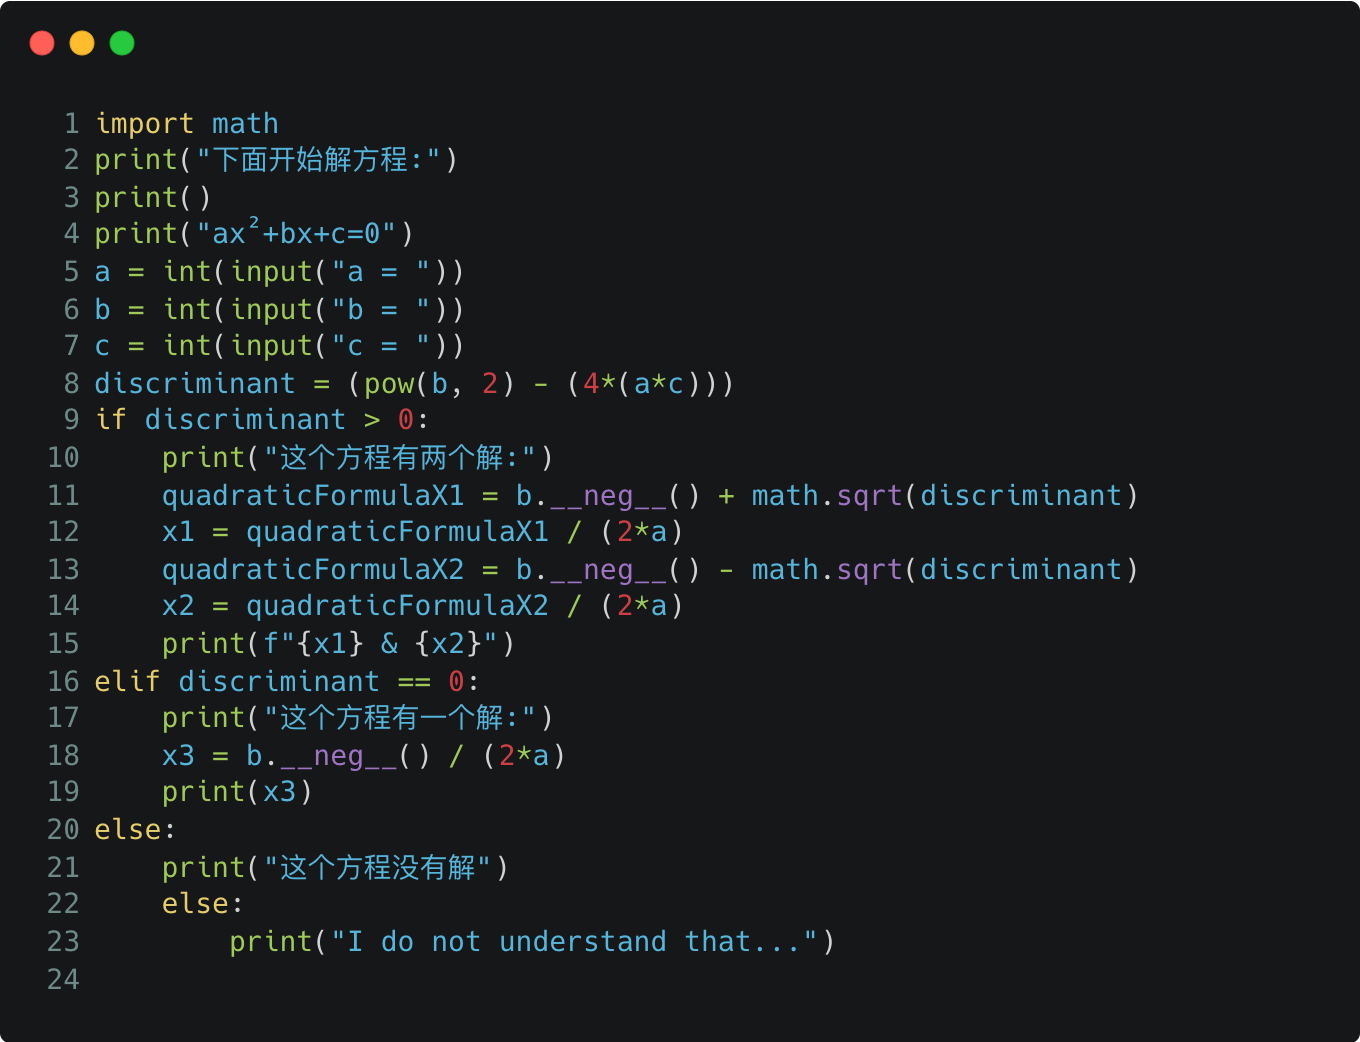 1 import math
2 print("下面开始解方程:")
3 print()
4 print("ax²+bx+c=0")
5 a = int(input("a = "))
6 b = int(input("b = "))
7 c = int(input("c = "))
8 discriminant = (pow(b, 2) - (4*(a*c)))
9 if discriminant > 0:
10     print("这个方程有两个解:")
11     quadraticFormulaX1 = b.__neg__() + math.sqrt(discriminant)
12     x1 = quadraticFormulaX1 / (2*a)
13     quadraticFormulaX2 = b.__neg__() - math.sqrt(discriminant)
14     x2 = quadraticFormulaX2 / (2*a)
15     print(f"{x1} & {x2}")
16 elif discriminant == 0:
17     print("这个方程有一个解:")
18     x3 = b.__neg__() / (2*a)
19     print(x3)
20 else:
21     print("这个方程没有解")
22     else:
23         print("I do not understand that...")
24